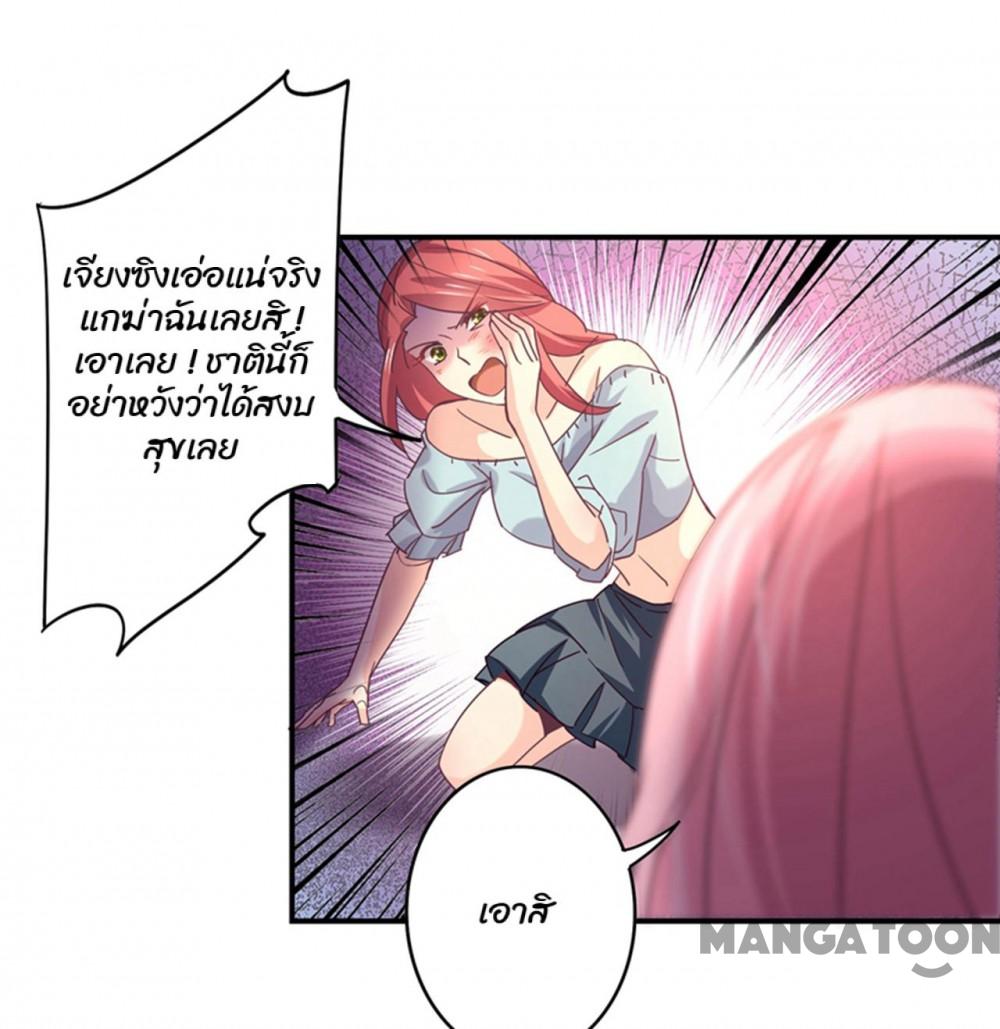 เจียงซิงเอ่อแน่จริง
แกฆ่าฉันเลยสิ !
เอาเลย ! ชาตินี้ก็
อย่าหวังว่าได้สงบ
สุขเลย
เอาสิ
MANGATOON